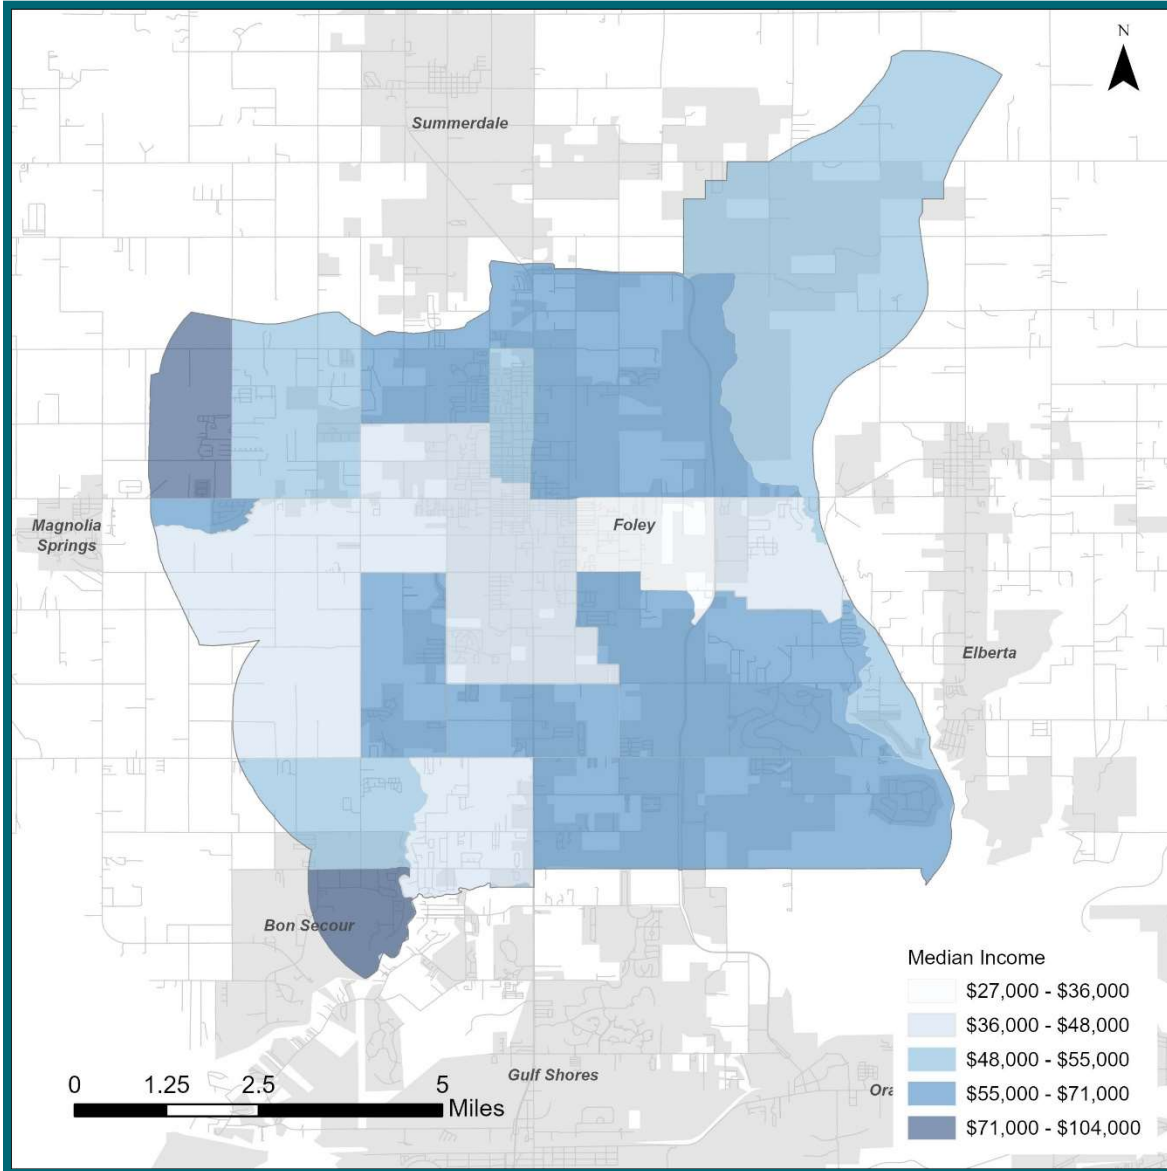 N
Summerdale
Magnolia
Springs
Foley
Elberta
Bon Secour
Gulf Shores
Ora
Median Income
$27,000 - $36,000
$36,000 - $48,000
$48,000 - $55,000
$55,000 - $71,000
$71,000 - $104,000
0 1.25 2.5 5
Miles